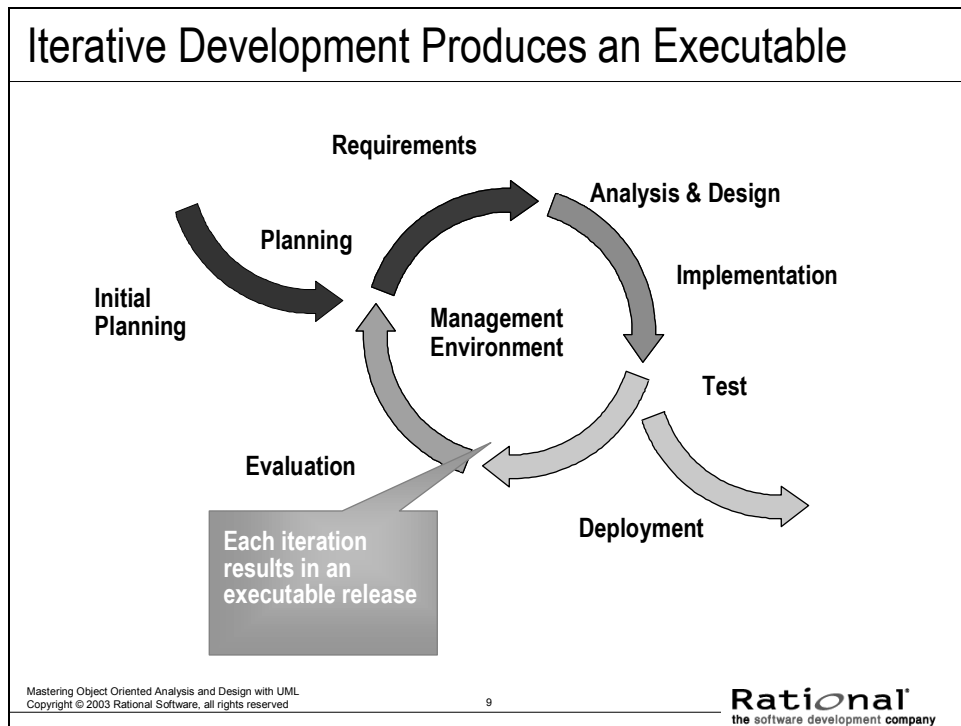 Iterative Development Produces an Executable
Requirements
Analysis & Design
Planning
Implementation
Initial
Planning
Management
Environment
Test
Evaluation
Deployment
Each iteration
results in an
executable release
Mastering Object Oriented Analysis and Design with UML
Copyright © 2003 Rational Software, all rights reserved
9
Rational
the software development company